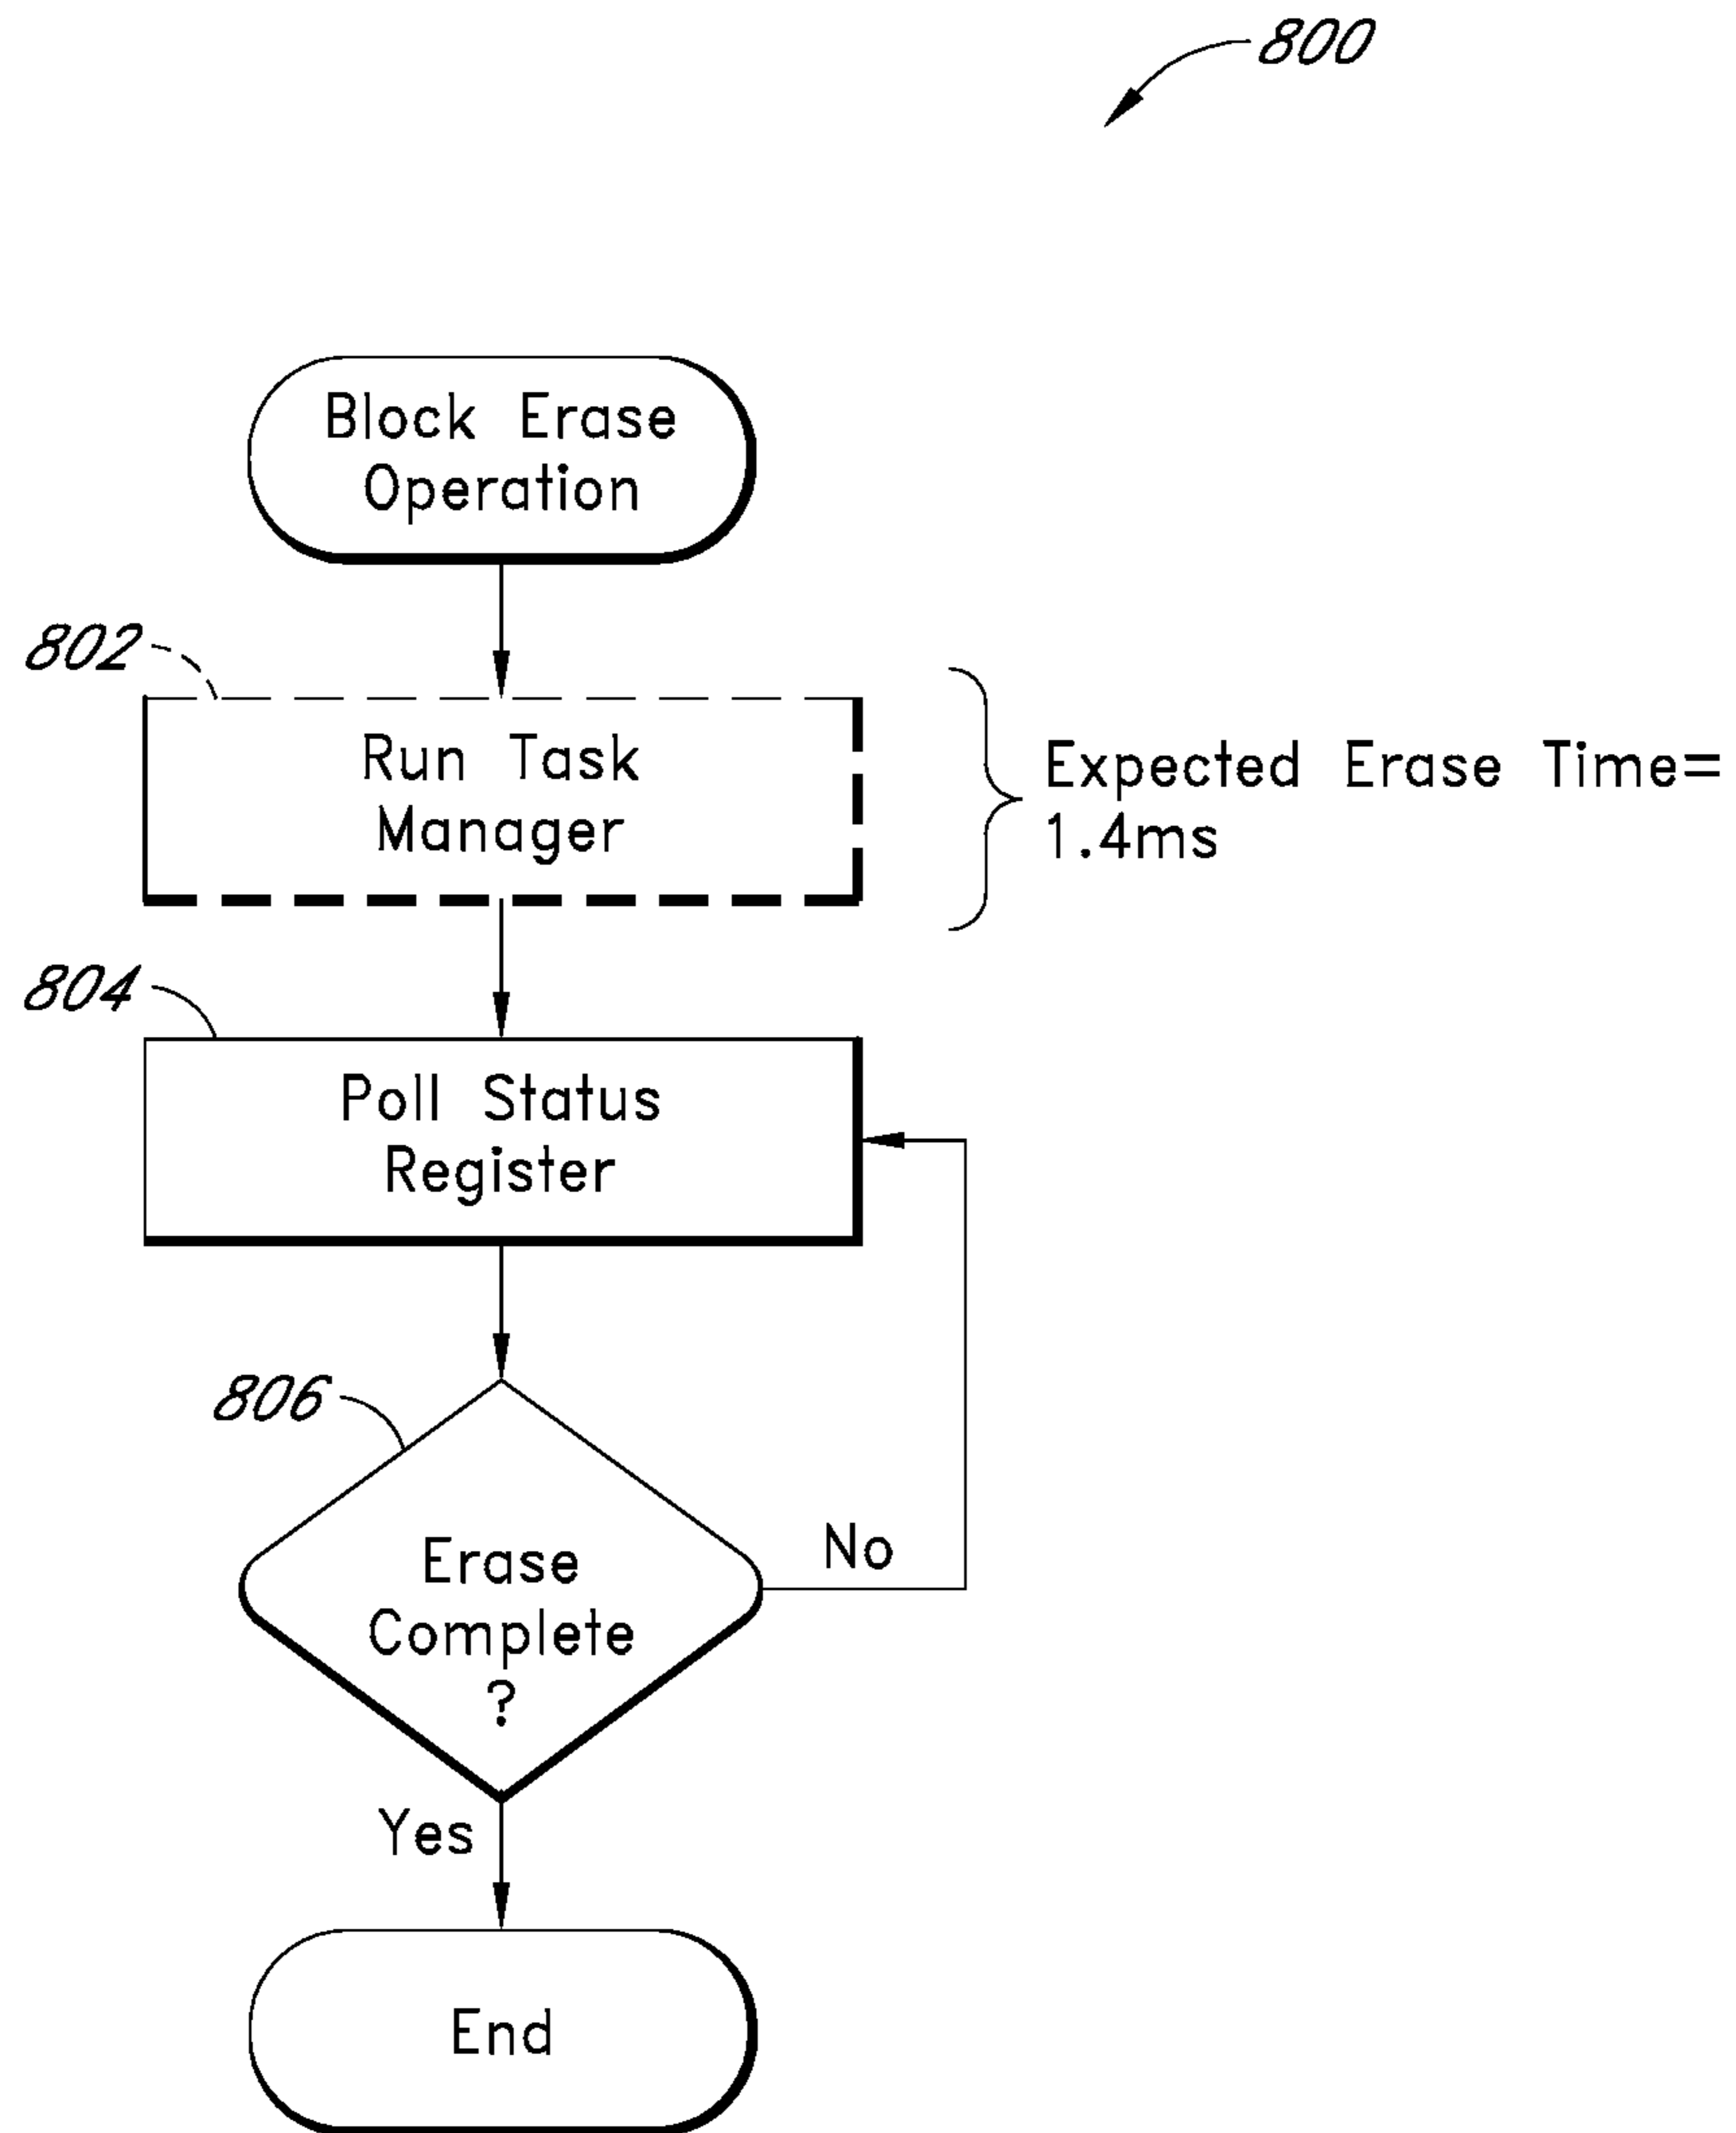 800
Block Erase
Operation
802
Run Task
Manager
Expected Erase Time=
1.4ms
804
Poll Status
Register
806
Erase
Complete
?
No
Yes
End